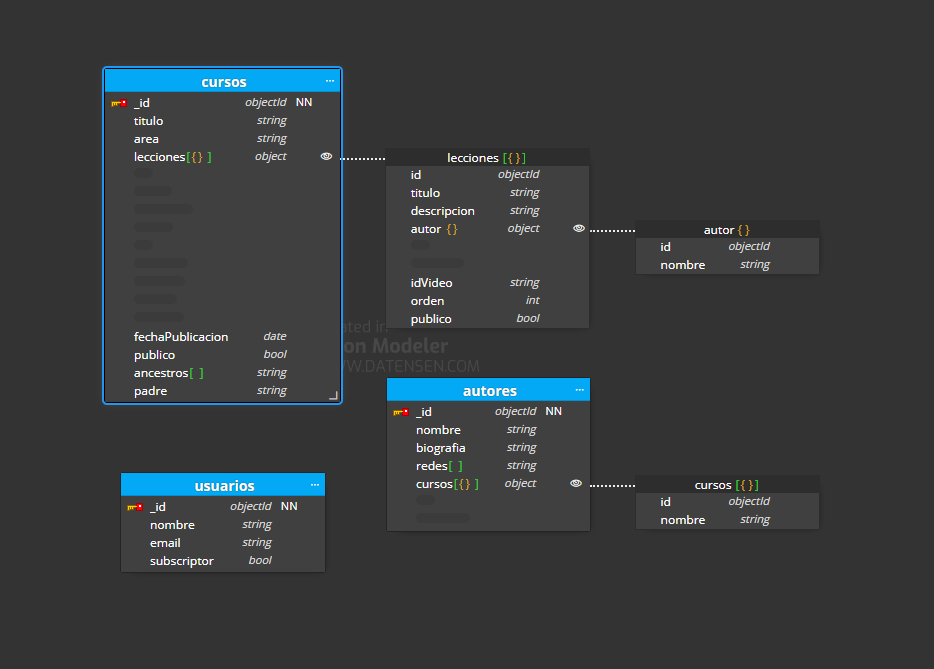 cursos ...
_id objectId NN
titulo string
area string
lecciones[{} ] object
fechaPublicacion date
publico bool
ancestros[ ] string
padre string
lecciones [{}]
id objectId
titulo string
descripcion string
autor {} object
idVideo string
orden int
publico bool
autor {}
id objectId
nombre string
ated in
on Modeler
WW.DATENSEN.COM
autores ...
_id objectId NN
nombre string
biografia string
redes[ ] string
cursos[{} ] object
cursos [{}]
id objectId
nombre string
usuarios ...
_id objectId NN
nombre string
email string
subscriptor bool